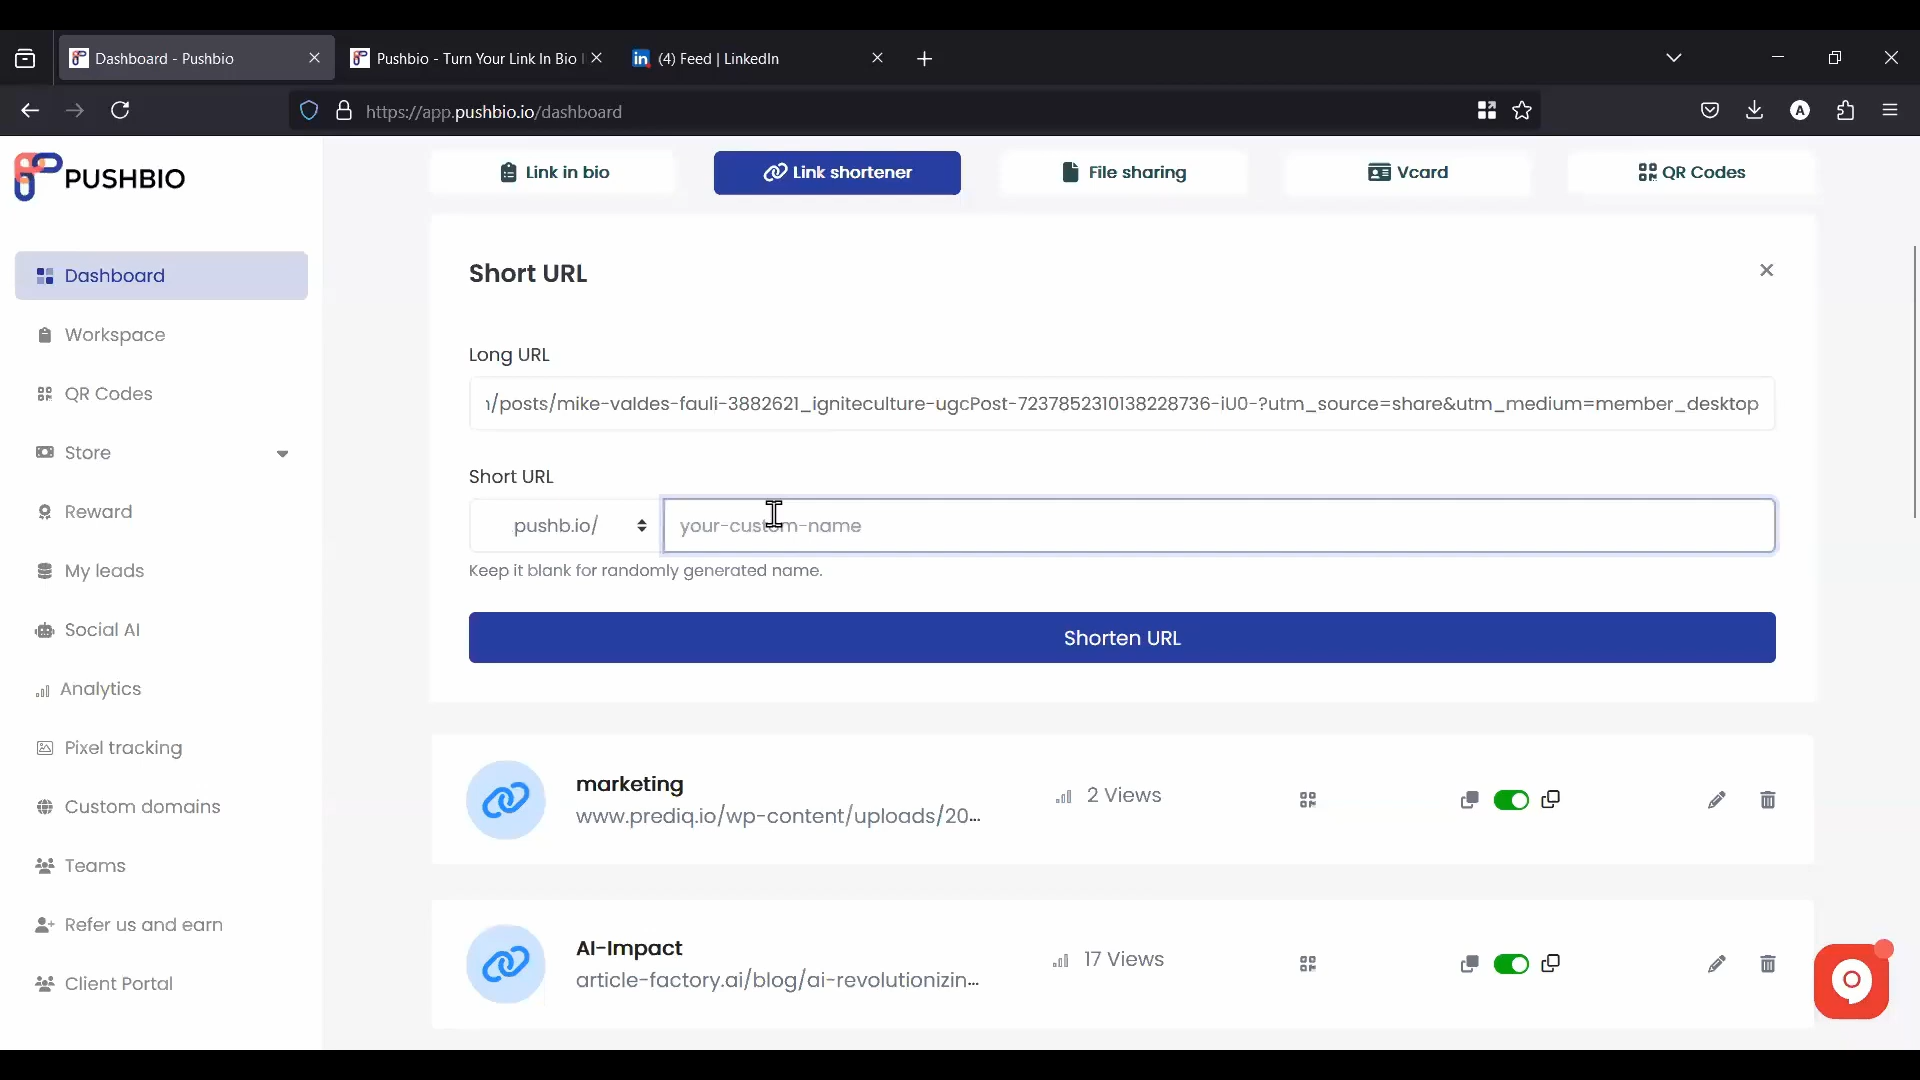 Dashboard - Pushbio
Pushbio - Turn Your Link In Bio
in (4) Feed | LinkedIn
https://app.pushbio.io/dashboard
A
PUSHBIO
Link in bio
Link shortener
File sharing
Vcard
QR Codes
Dashboard
Workspace
QR Codes
Store
Reward
My leads
Social AI
Analytics
Pixel tracking
Custom domains
Teams
Refer us and earn
Client Portal
Short URL
Long URL
/posts/mike-valdes-fauli-3882621_igniteculture-ugcPost-7237852310138228736-iU0-?utm_source=share&utm_medium=member_desktop
Short URL
pushb.io/
your-custom-name
Keep it blank for randomly generated name.
Shorten URL
marketing
www.prediq.io/wp-content/uploads/20...
2 Views
AI-Impact
article-factory.ai/blog/ai-revolutionizin...
17 Views